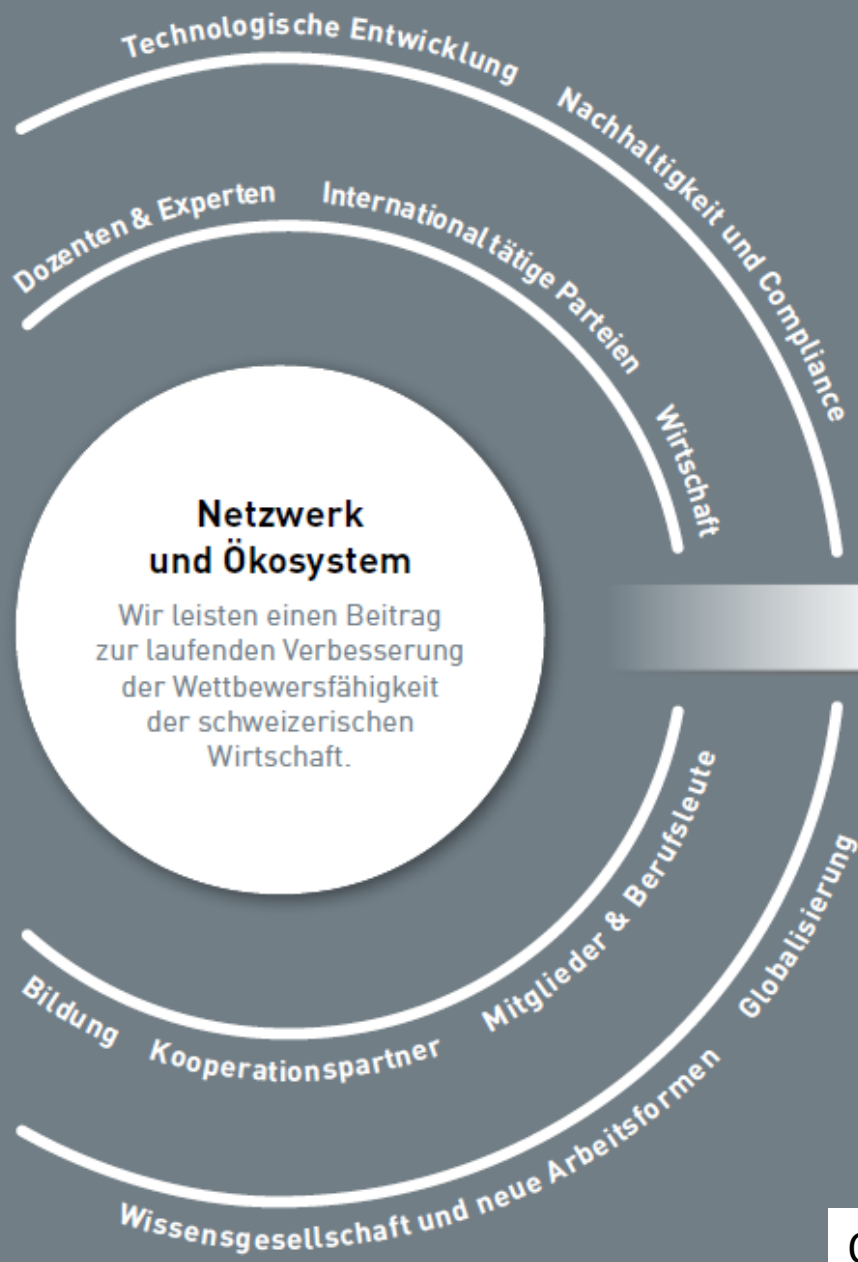 Technologische Entwicklung
Nachhaltigkeit und Compliance
Dozenten & Experten
International tätige Parteien
Wirtschaft
Netzwerk
und Ökosystem
Wir leisten einen Beitrag
zur laufenden Verbesserung
der Wettbewersfähigkeit
der schweizerischen
Wirtschaft.
Bildung
Kooperationspartner
Mitglieder & Berufsleute
Globalisierung
Wissensgesellschaft und neue Arbeitsformen